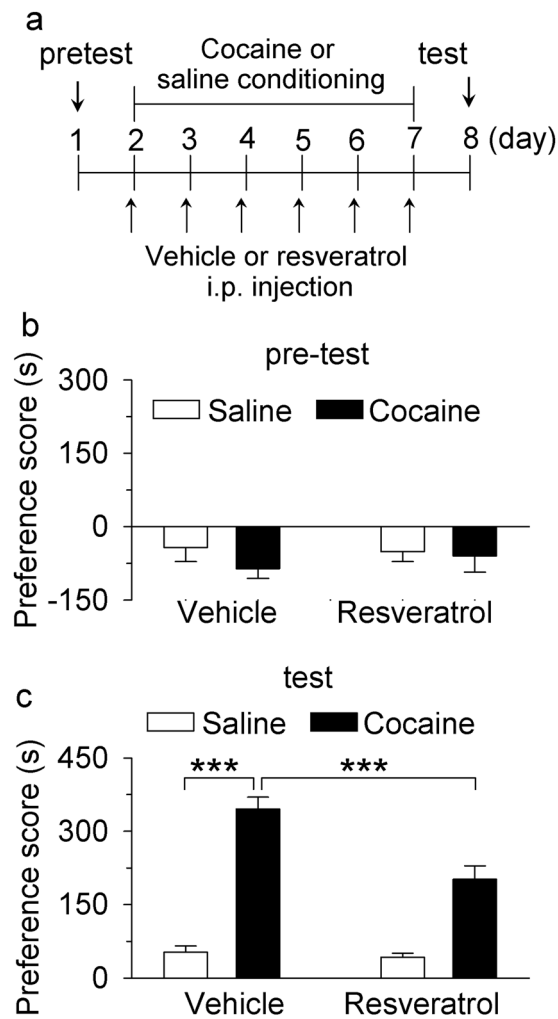 a
pretest
Cocaine or
saline conditioning
test
1 2 3 4 5 6 7 8 (day)
Vehicle or resveratrol
i.p. injection
b
pre-test
Preference score (s)
300
150
0
-150
Saline Cocaine
Vehicle Resveratrol
c
test
Saline Cocaine
Preference score (s)
450
300
150
0
*** ***
Vehicle Resveratrol